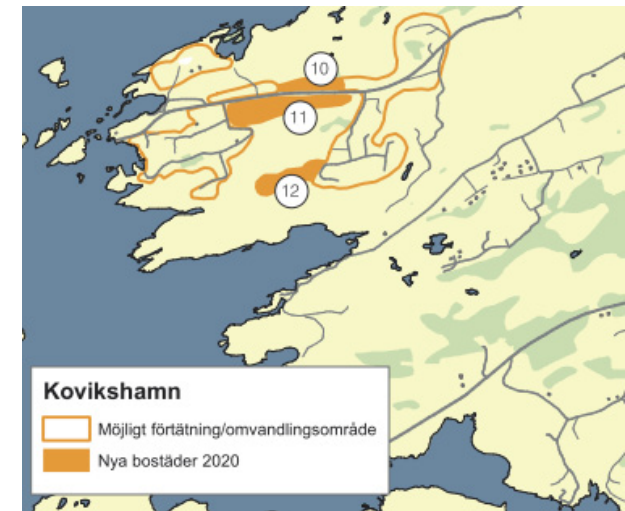 10
11
12
Kovikshamn
Möjligt förtätning/omvandlingsområde
Nya bostäder 2020